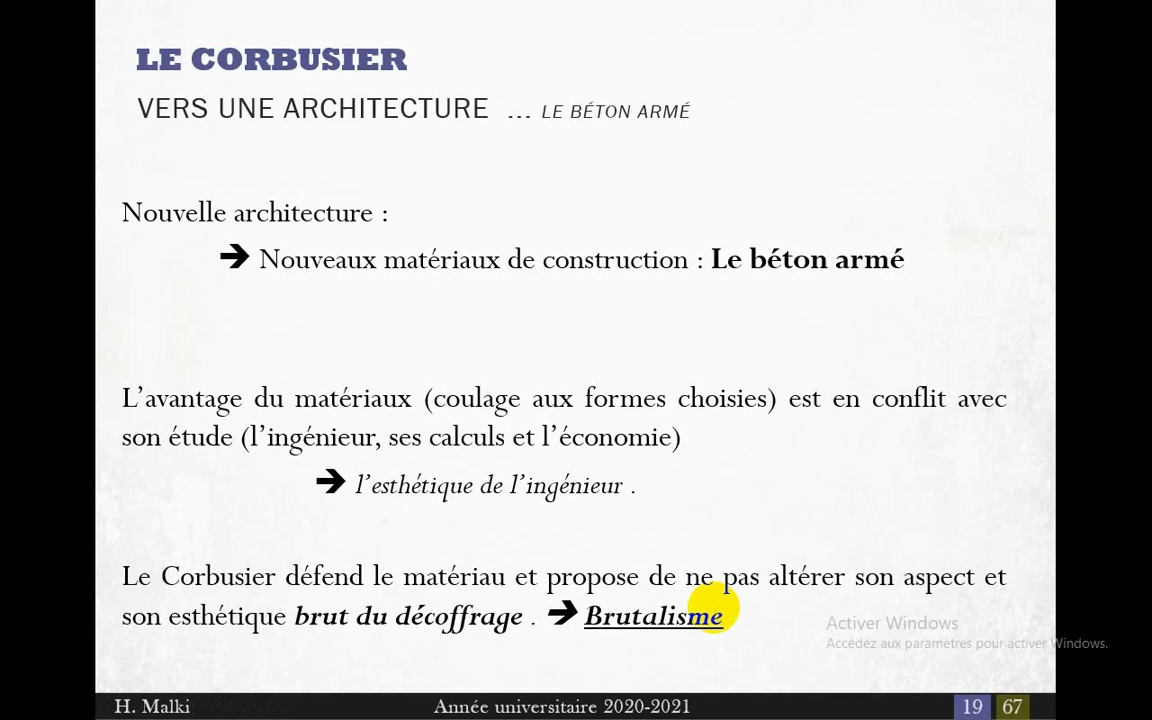 LE CORBUSIER
VERS UNE ARCHITECTURE ... LE BÉTON ARMÉ
Nouvelle architecture :
➔ Nouveaux matériaux de construction : Le béton armé
L’avantage du matériaux (coulage aux formes choisies) est en conflit avec
son étude (l’ingénieur, ses calculs et l’économie)
➔ l’esthétique de l’ingénieur .
Le Corbusier défend le matériau et propose de ne pas altérer son aspect et
son esthétique brut du décoffrage . ➔ Brutalisme
Activer Windows
Accédez aux paramètres pour activer Windows.
H. Malki Année universitaire 2020-2021 19 67